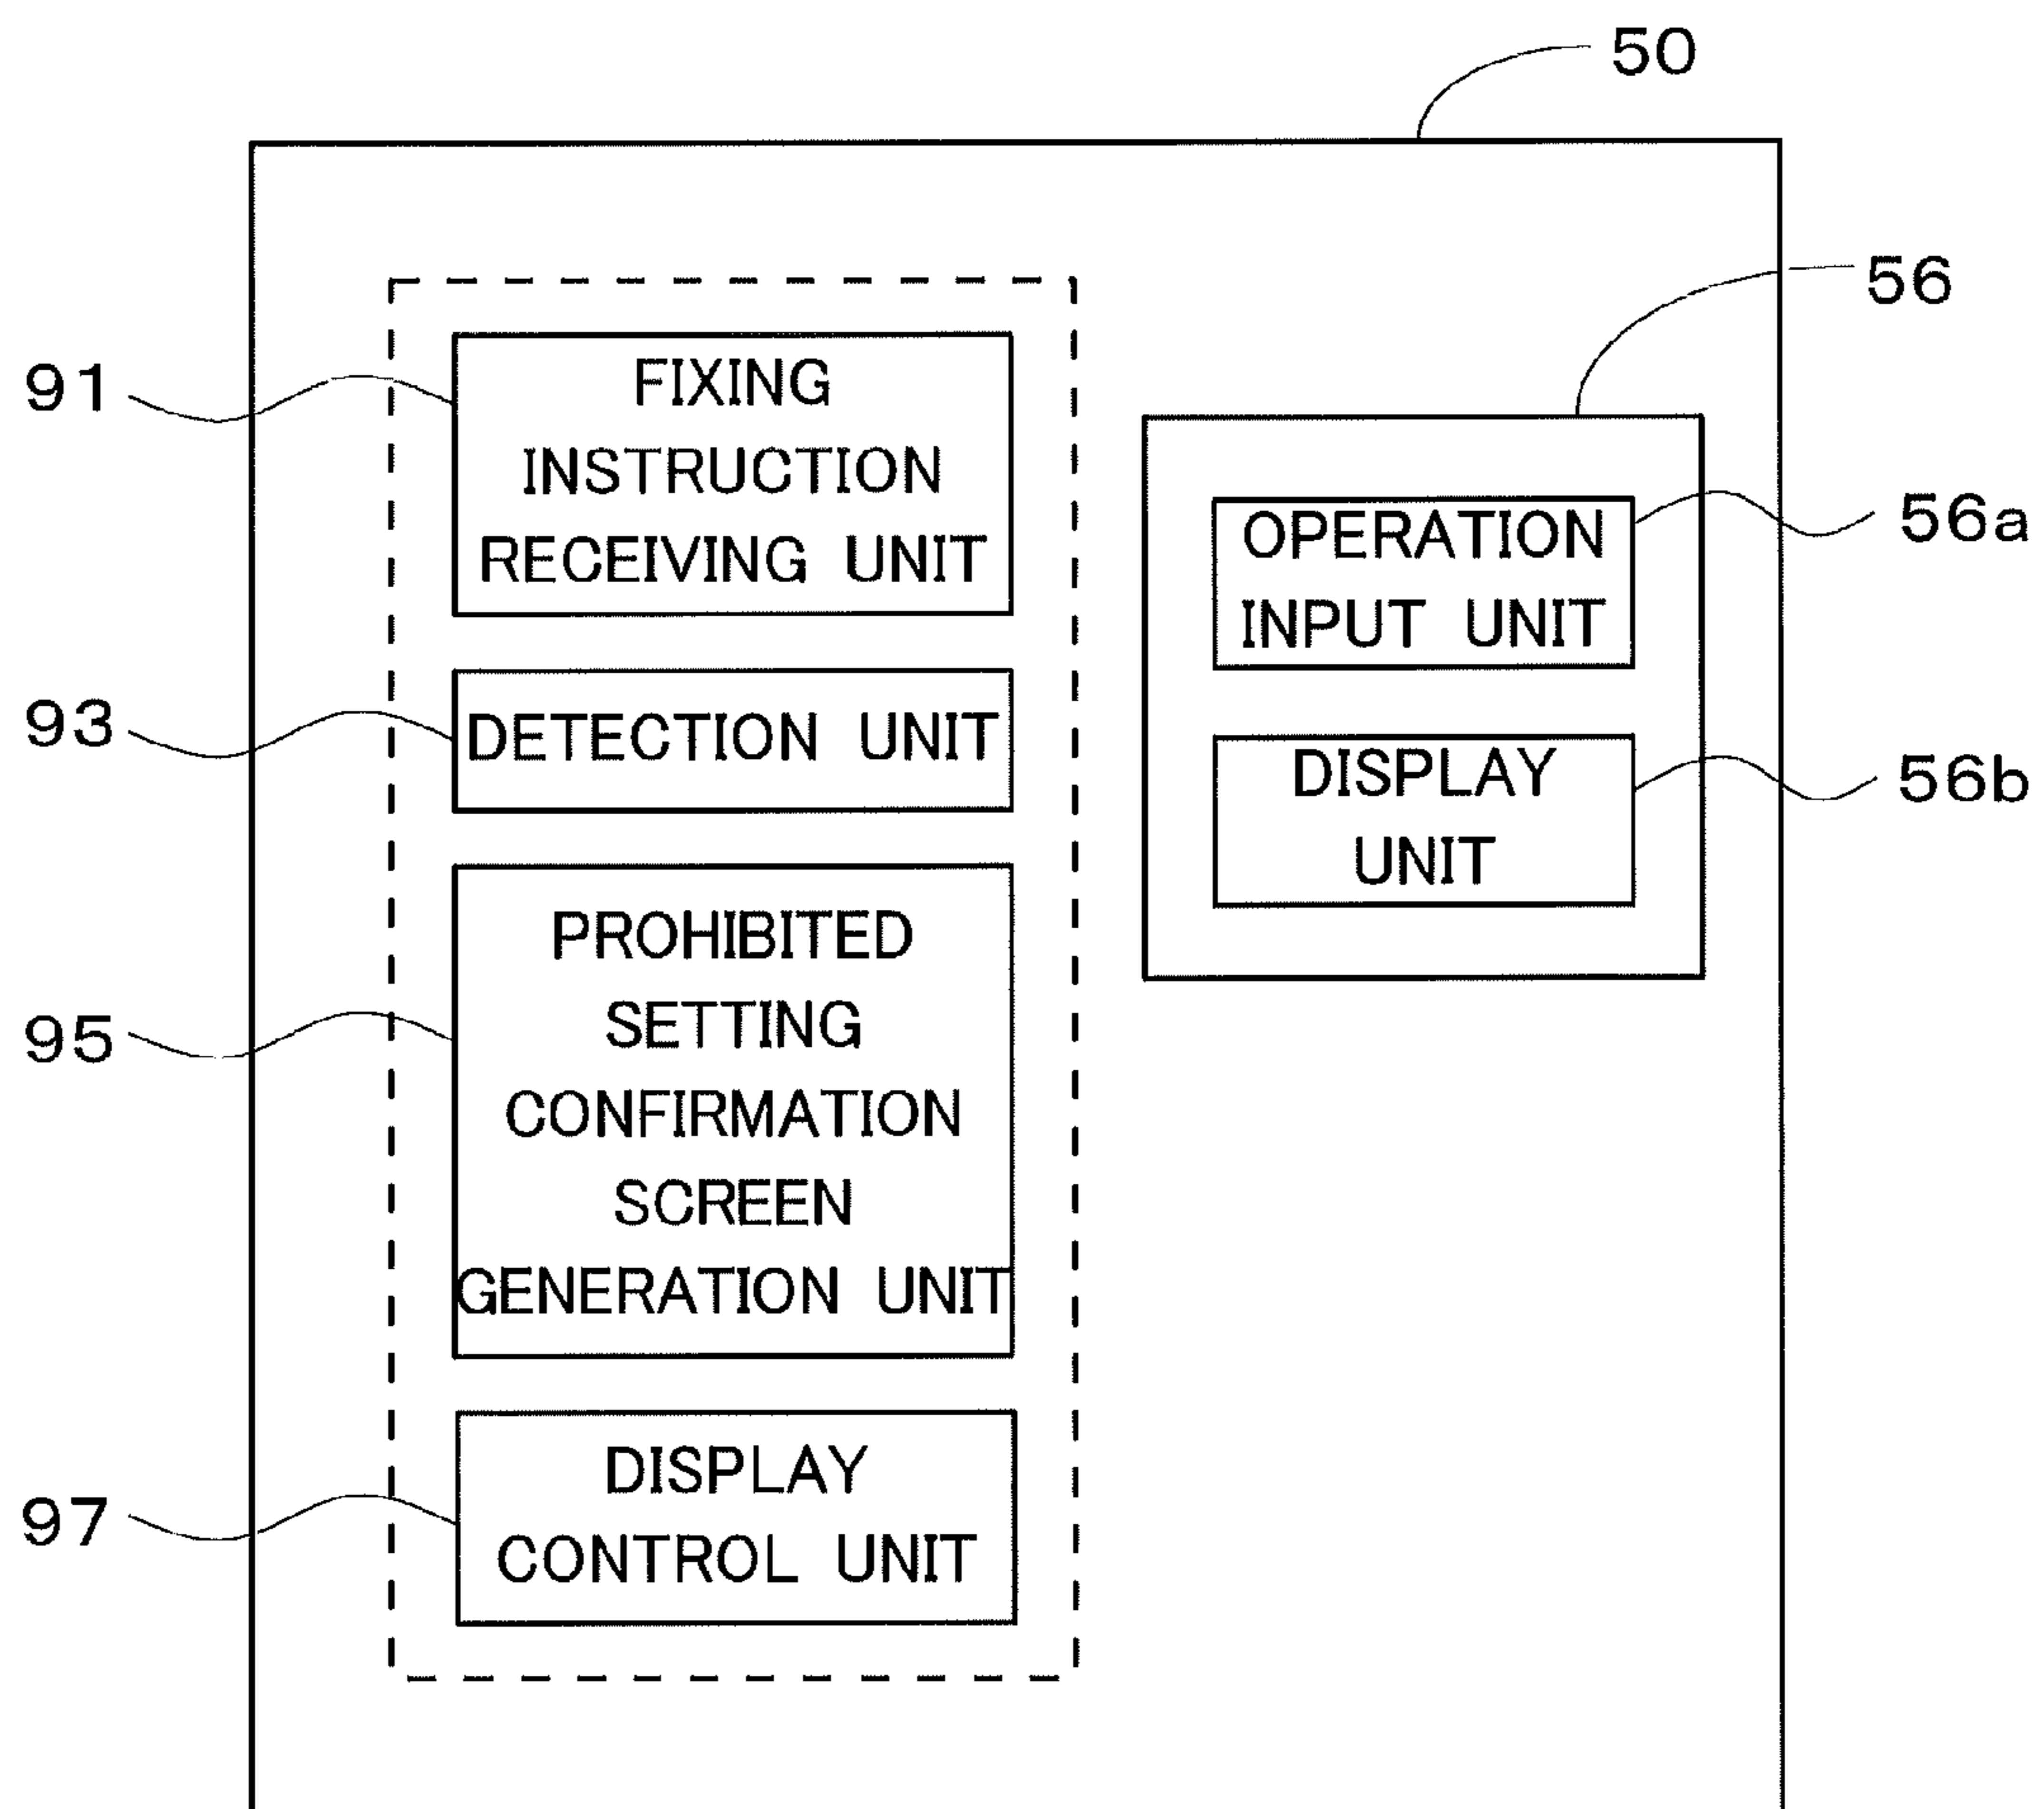 50
56
91
FIXING
INSTRUCTION
RECEIVING UNIT
56a
OPERATION
INPUT UNIT
93
DETECTION UNIT
56b
DISPLAY
UNIT
95
PROHIBITED
SETTING
CONFIRMATION
SCREEN
GENERATION UNIT
97
DISPLAY
CONTROL UNIT